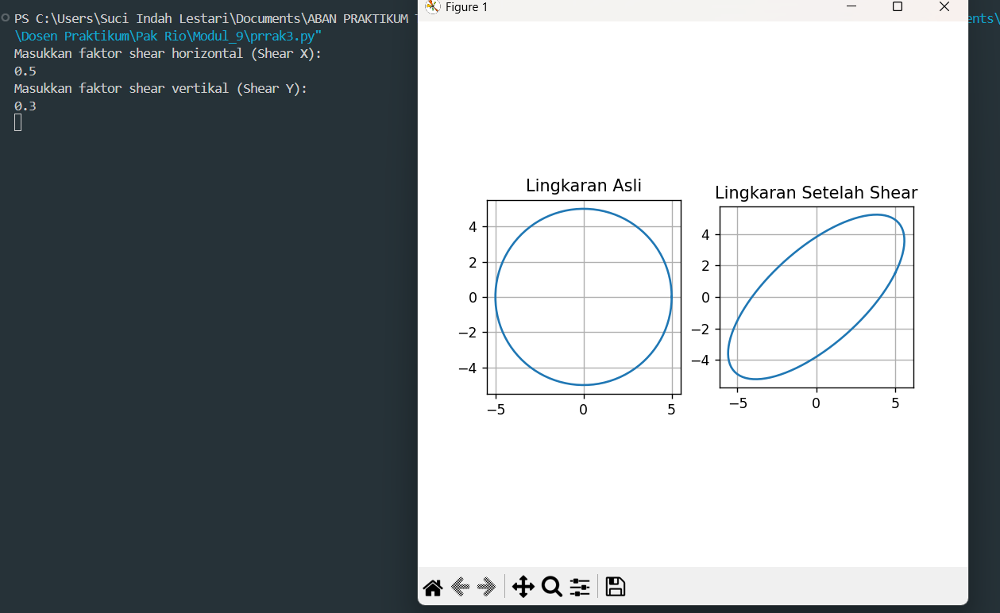 PS C:\Users\Suci Indah Lestari\Documents\ABAN PRAKTIKUM
\Dosen Praktikum\Pak Rio\Modul_9\prrak3.py"
Masukkan faktor shear horizontal (Shear X):
0.5
Masukkan faktor shear vertikal (Shear Y):
0.3
ents\
Figure 1
Lingkaran Asli
4
2
0
−2
−4
−5
0
5
Lingkaran Setelah Shear
4
2
0
−2
−4
−5
0
5